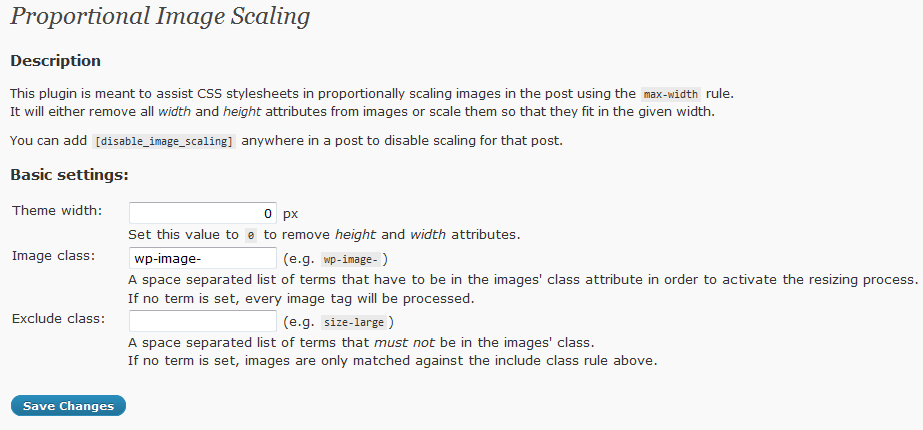 Proportional Image Scaling
Description
This plugin is meant to assist CSS stylesheets in proportionally scaling images in the post using the max-width rule.
It will either remove all width and height attributes from images or scale them so that they fit in the given width.
You can add [disable_image_scaling] anywhere in a post to disable scaling for that post.
Basic settings:
Theme width: 0 px
Set this value to 0 to remove height and width attributes.
Image class: wp-image- (e.g. wp-image-)
A space separated list of terms that have to be in the images' class attribute in order to activate the resizing process.
If no term is set, every image tag will be processed.
Exclude class: (e.g. size-large)
A space separated list of terms that must not be in the images' class.
If no term is set, images are only matched against the include class rule above.
Save Changes